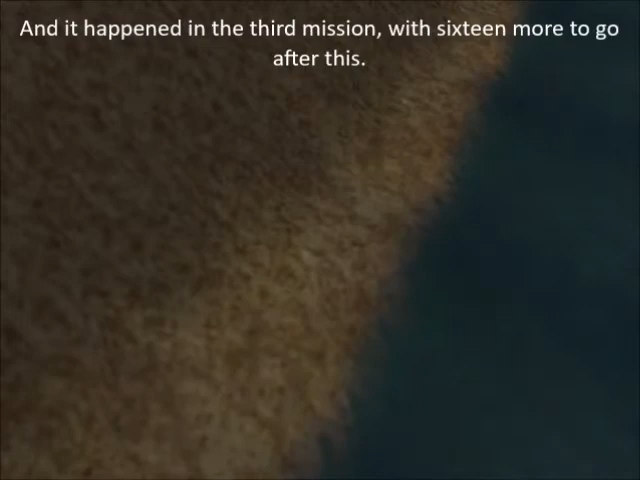 And it happened in the third mission, with sixteen more to go
after this.